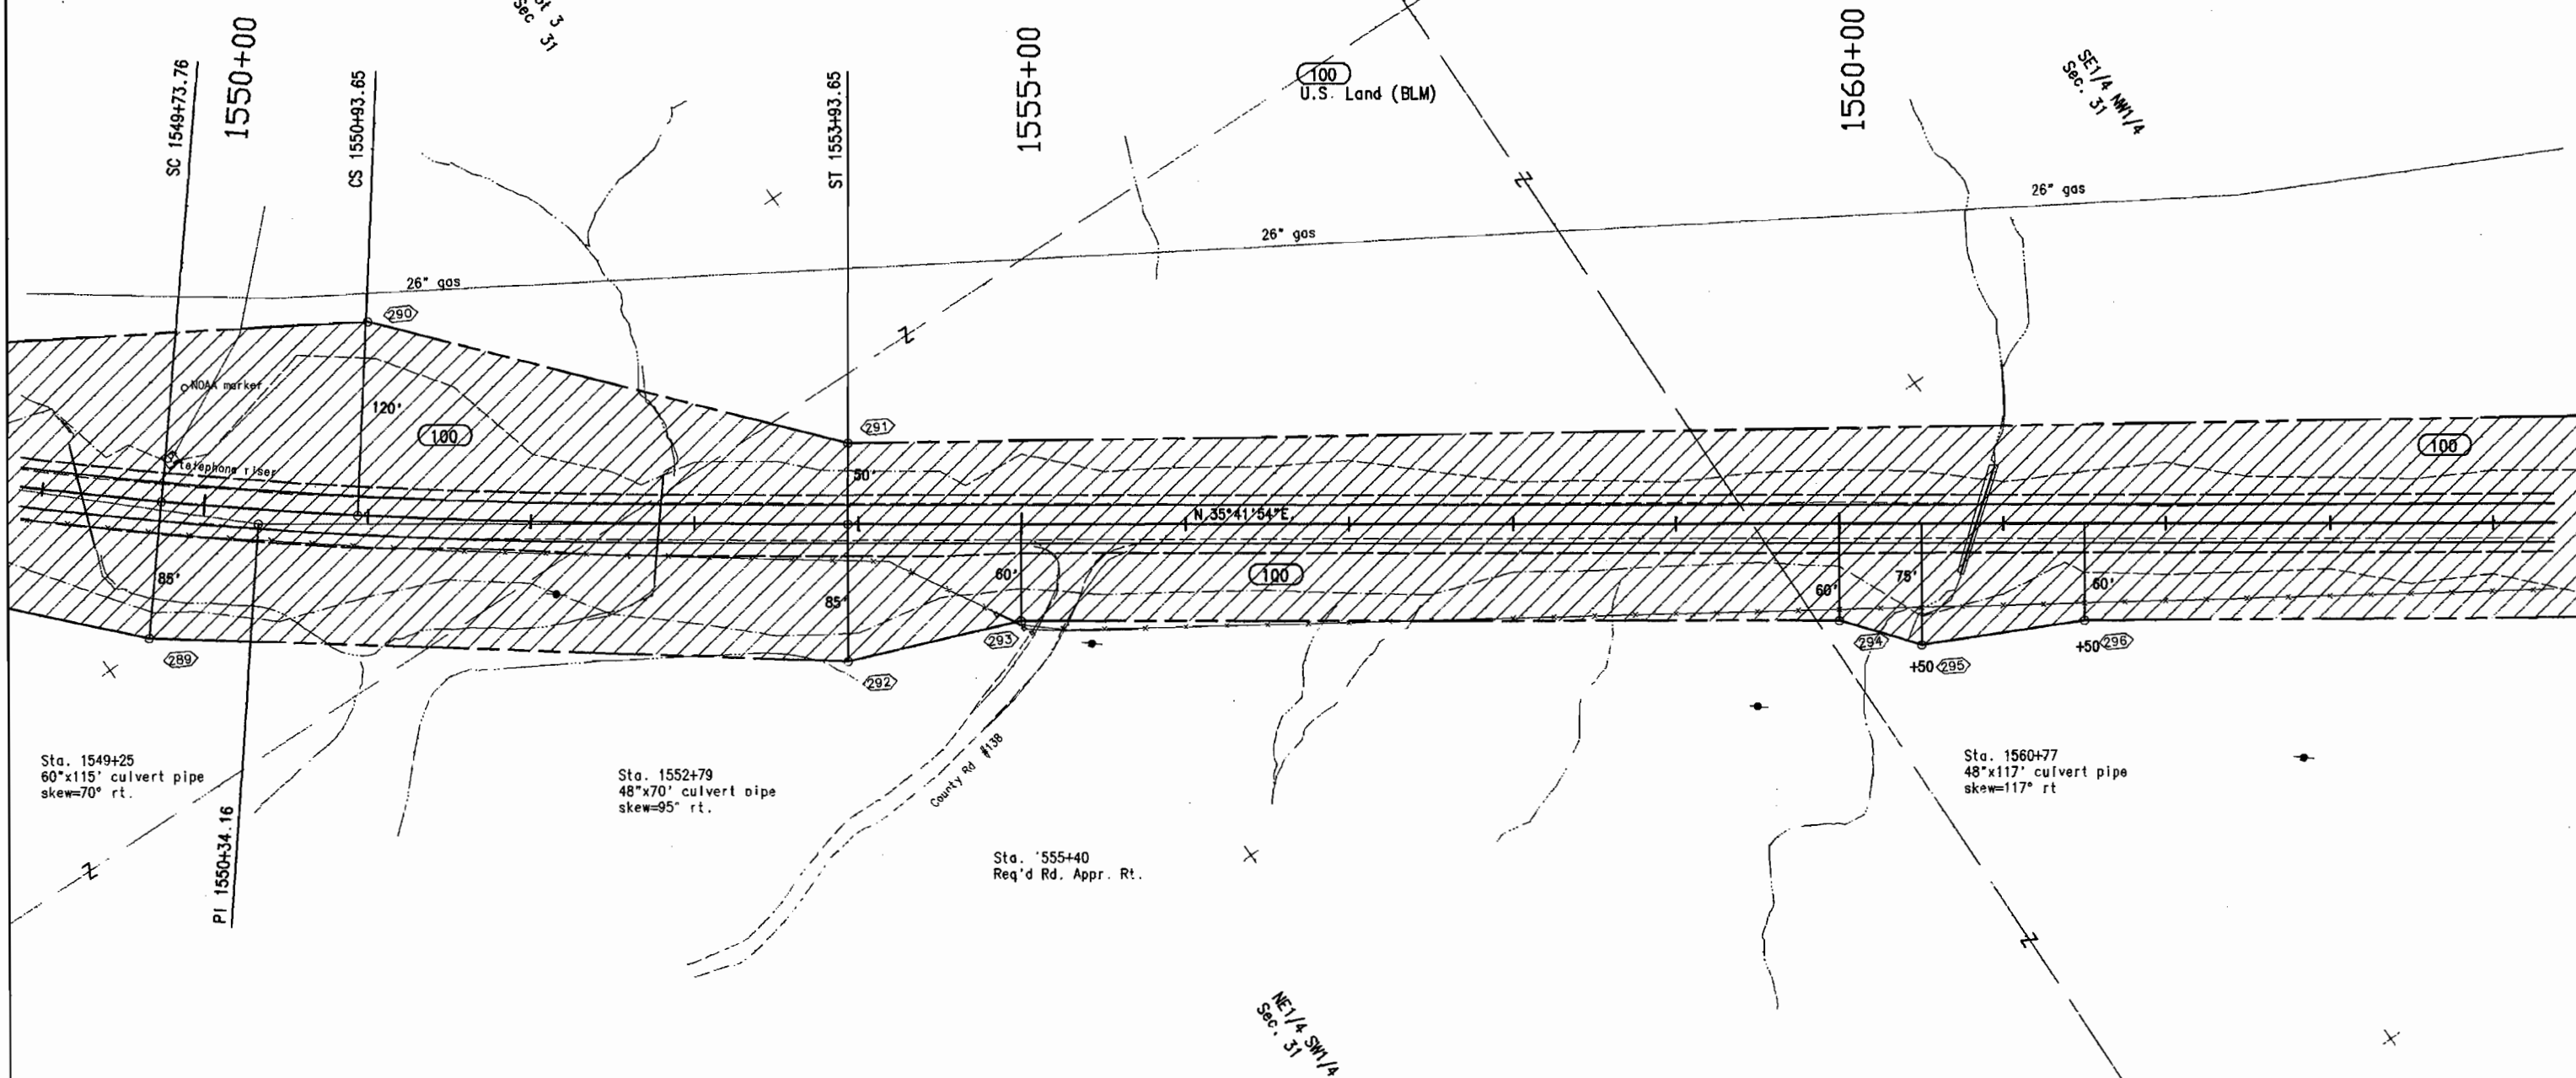 Sec 31
1550+00
1555+00
1560+00
SC 1549+73.76
CS 1550+93.65
ST 1553+93.65
100
U.S. Land (BLM)
SE1/4 NW1/4
Sec. 31
26" gas
26" gas
26" gas
290
NOAA marker
120'
100
telephone riser
291
50'
100
N.35°41'54"E.
85'
85'
60'
100
60'
75'
60'
289
292
293
294
+50 295
+50 296
Sta. 1549+25
60"x115' culvert pipe
skew=70° rt.
PI 1550+34.16
Sta. 1552+79
48"x70' culvert pipe
skew=95° rt.
County Rd #138
Sta. '555+40
Req'd Rd. Appr. Rt.
Sta. 1560+77
48"x117' culvert pipe
skew=117° rt
NE1/4 SW1/4
Sec. 31